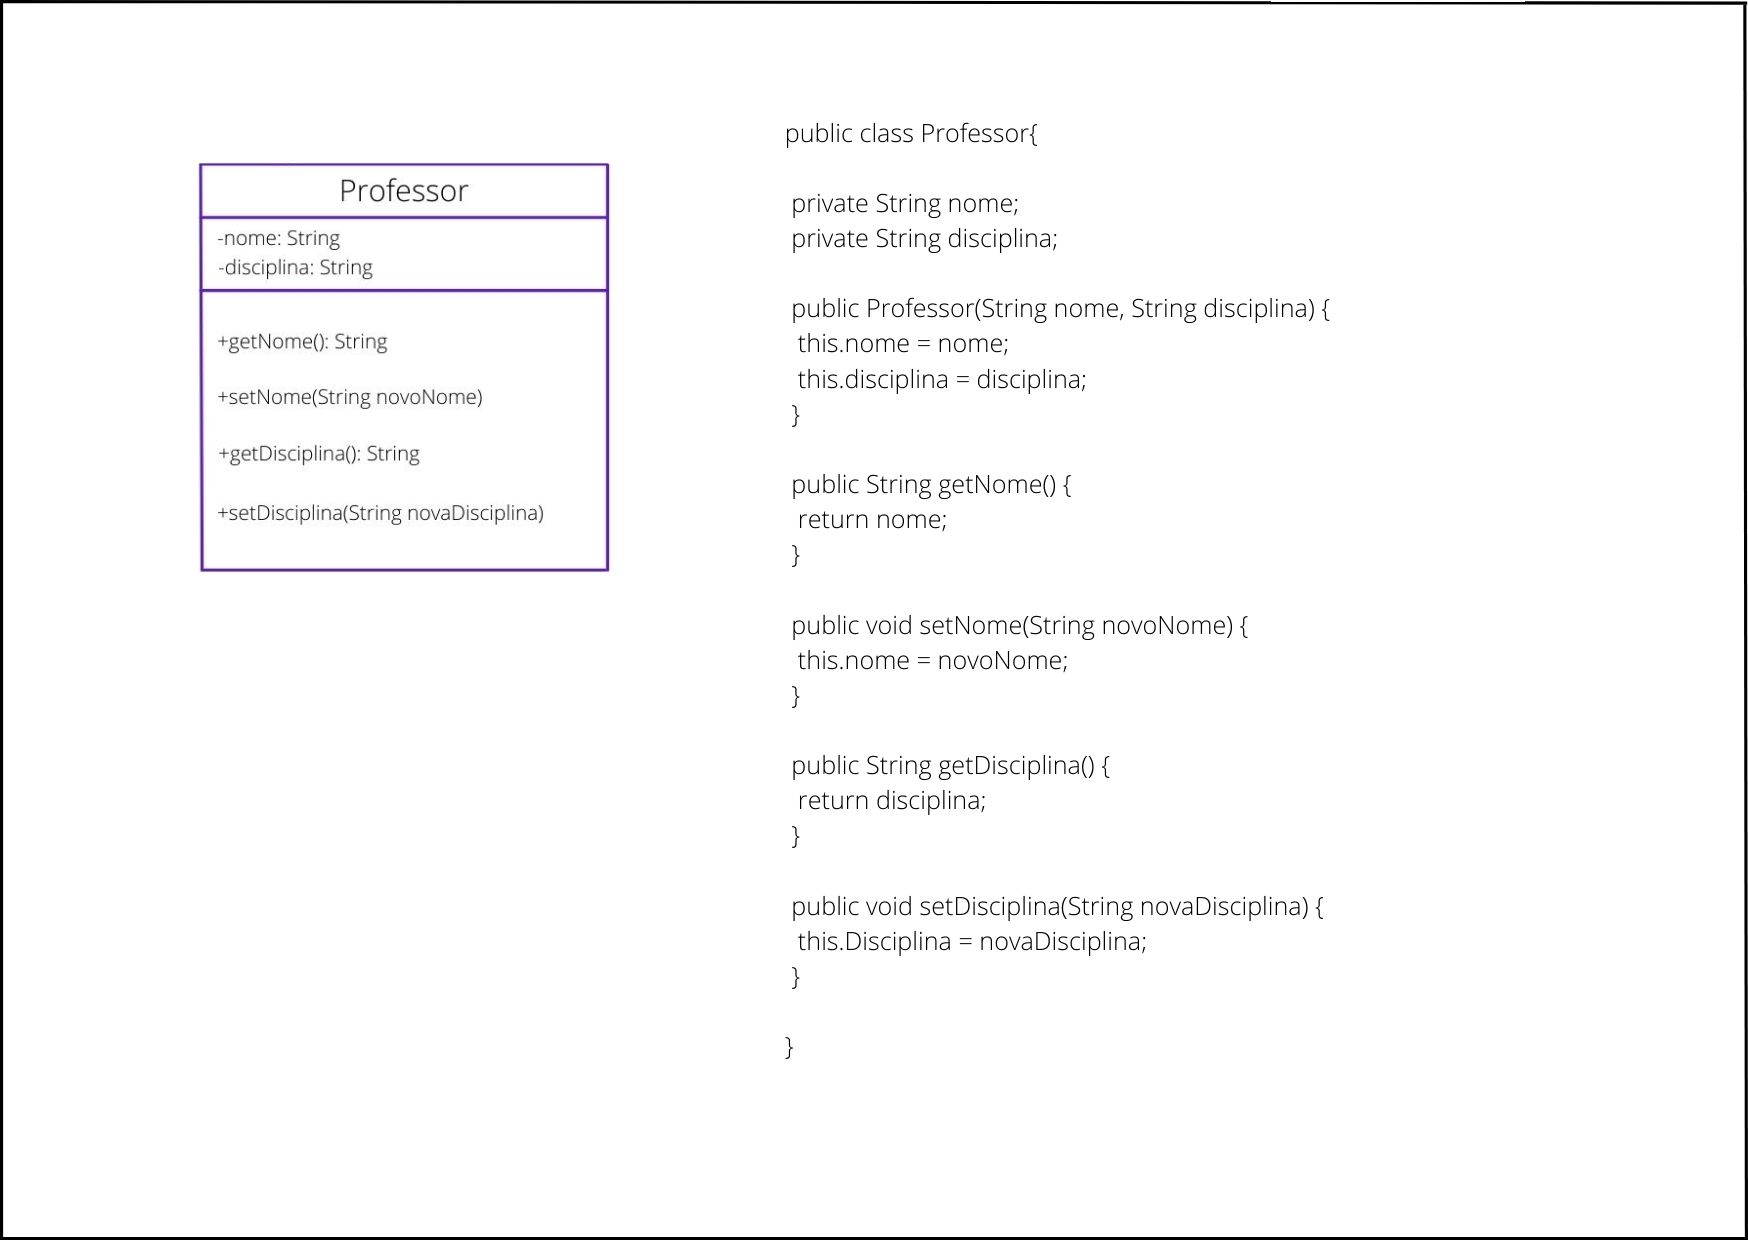 Professor
-nome: String
-disciplina: String
+getNome(): String
+setNome(String novoNome)
+getDisciplina(): String
+setDisciplina(String novaDisciplina)
public class Professor{
private String nome;
private String disciplina;
public Professor(String nome, String disciplina) {
this.nome = nome;
this.disciplina = disciplina;
}
public String getNome() {
return nome;
}
public void setNome(String novoNome) {
this.nome = novoNome;
}
public String getDisciplina() {
return disciplina;
}
public void setDisciplina(String novaDisciplina) {
this.Disciplina = novaDisciplina;
}
}